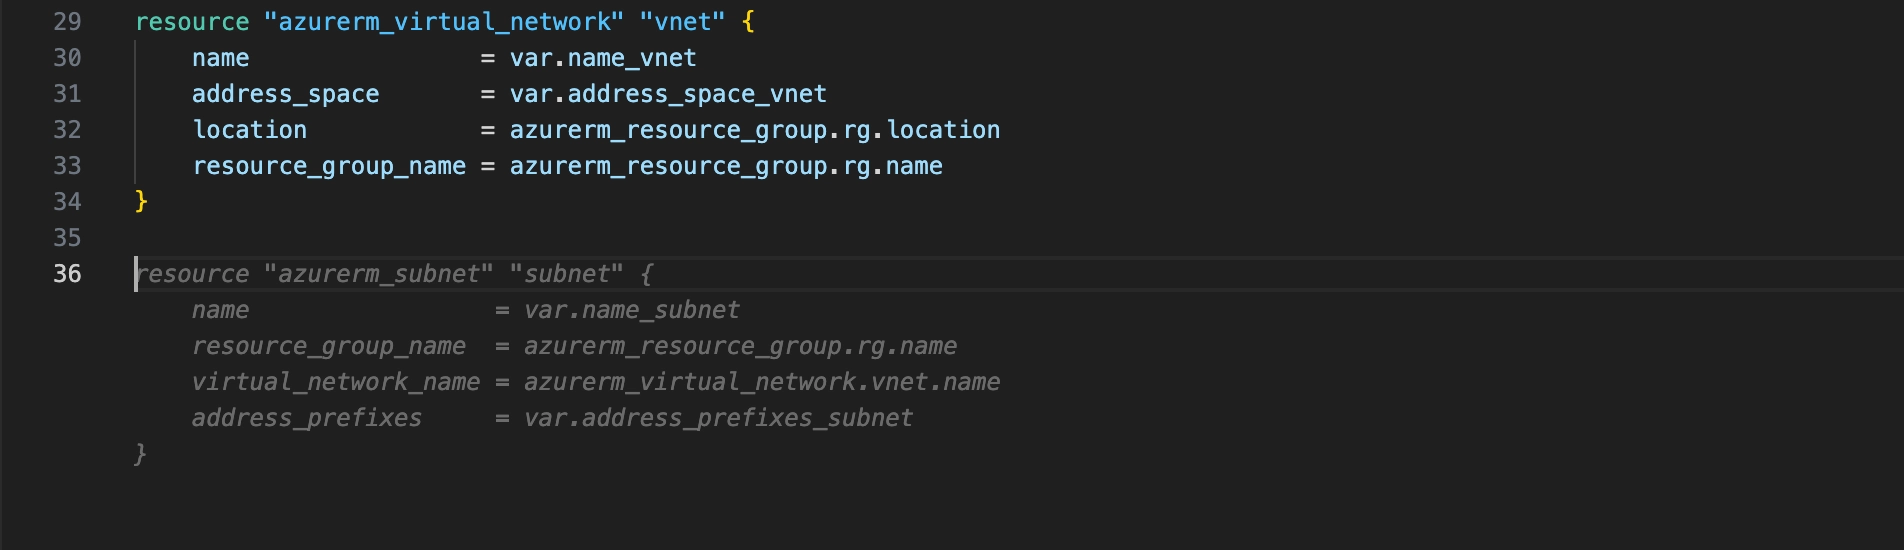 29 resource "azurerm_virtual_network" "vnet" {
30     name                = var.name_vnet
31     address_space       = var.address_space_vnet
32     location            = azurerm_resource_group.rg.location
33     resource_group_name = azurerm_resource_group.rg.name
34 }
35
36 resource "azurerm_subnet" "subnet" {
    name                 = var.name_subnet
    resource_group_name  = azurerm_resource_group.rg.name
    virtual_network_name = azurerm_virtual_network.vnet.name
    address_prefixes     = var.address_prefixes_subnet
}